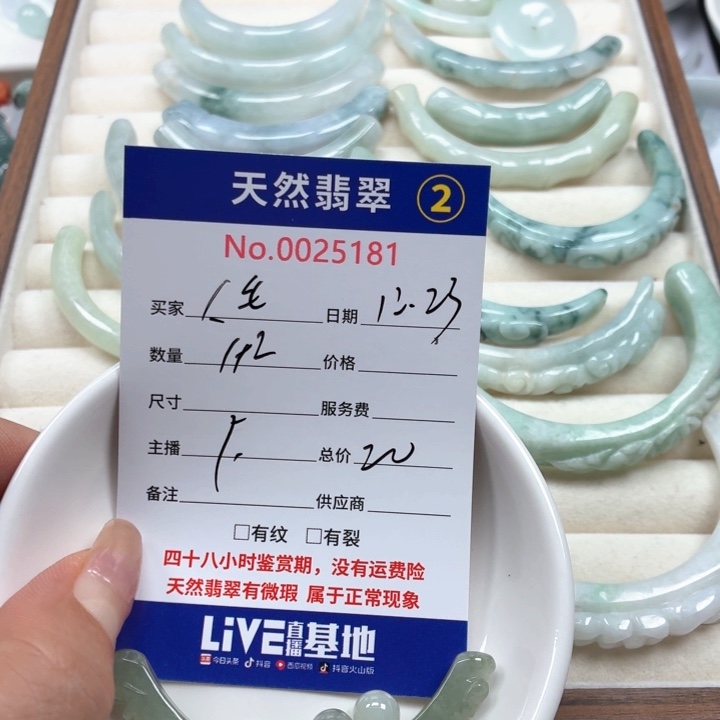 天然翡翠 2
No.0025181
买家 日期 12.23
数量 1+2 价格
尺寸 服务费
主播 总价 20
备注 供应商
□有纹 □有裂
四十八小时鉴赏期，没有运费险
天然翡翠有微瑕 属于正常现象
LiVE直播基地
今日头条 抖音 西瓜视频 抖音火山版